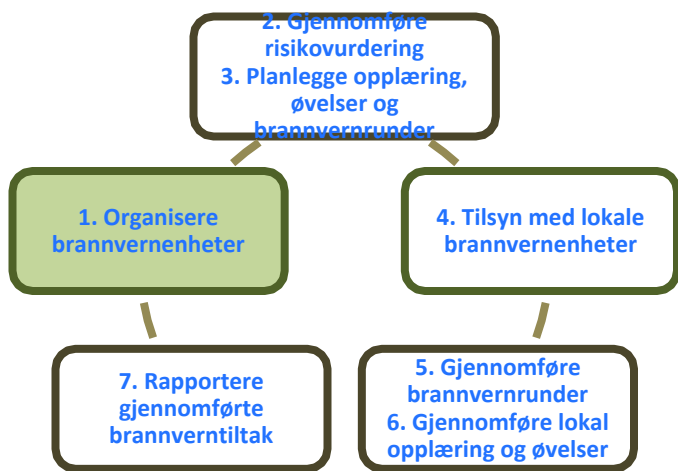 2. Gjennomføre
risikovurdering
3. Planlegge opplæring,
øvelser og
brannvernrunder
1. Organisere
brannvernenheter
4. Tilsyn med lokale
brannvernenheter
7. Rapportere
gjennomførte
brannverntiltak
5. Gjennomføre
brannvernrunder
6. Gjennomføre lokal
opplæring og øvelser